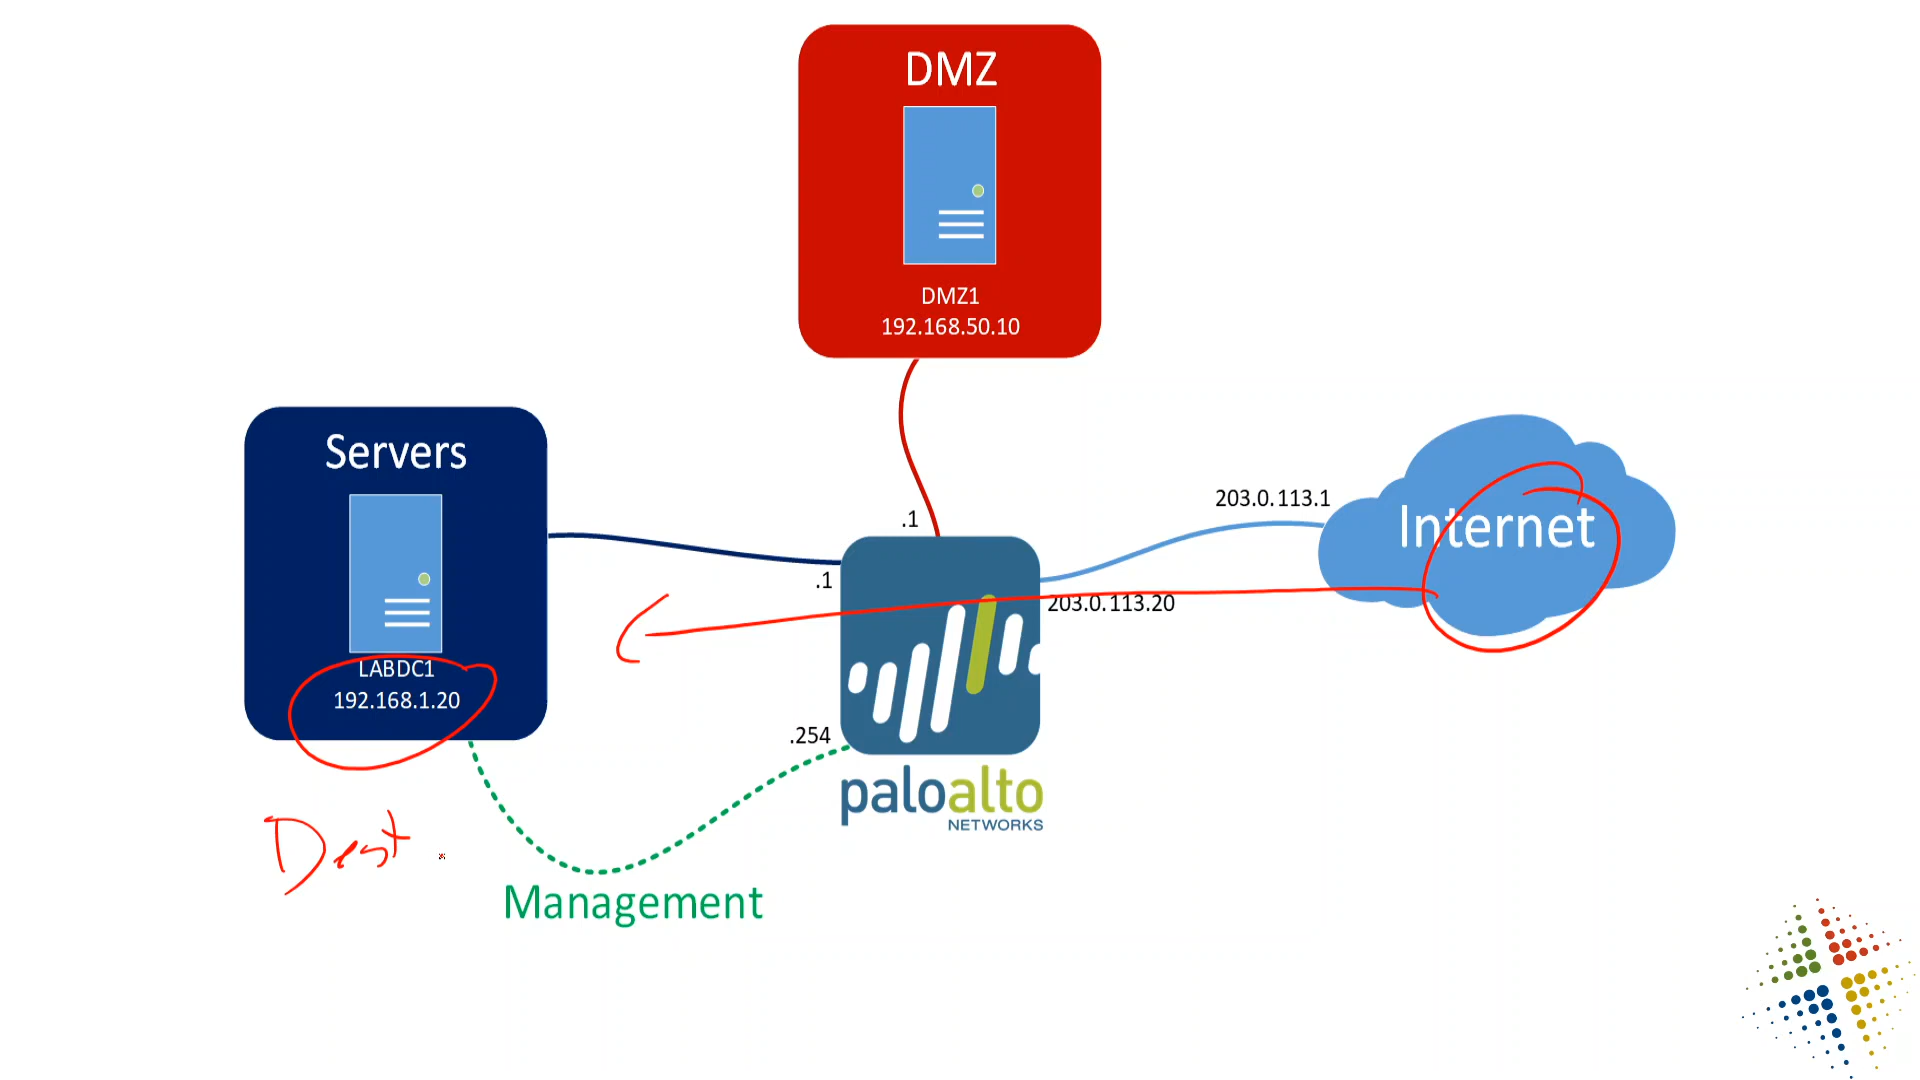 DMZ
DMZ1
192.168.50.10
Servers
LABDC1
192.168.1.20
.1
.1
203.0.113.1
Internet
203.0.113.20
.254
paloalto
NETWORKS
Dest
Management